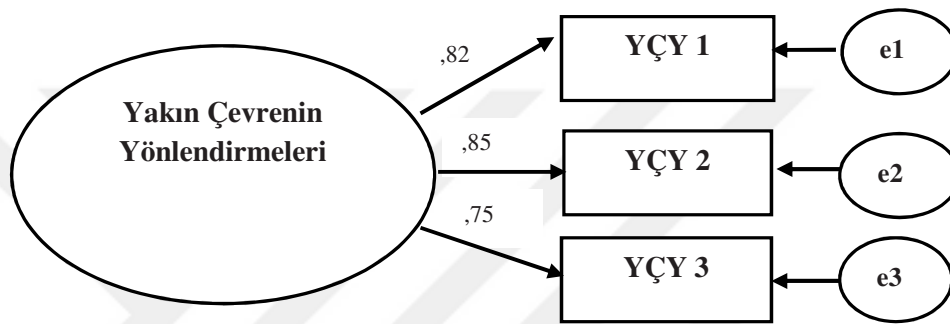 Yakın Çevrenin
Yönlendirmeleri
,82
,85
,75
YÇY 1
YÇY 2
YÇY 3
e1
e2
e3